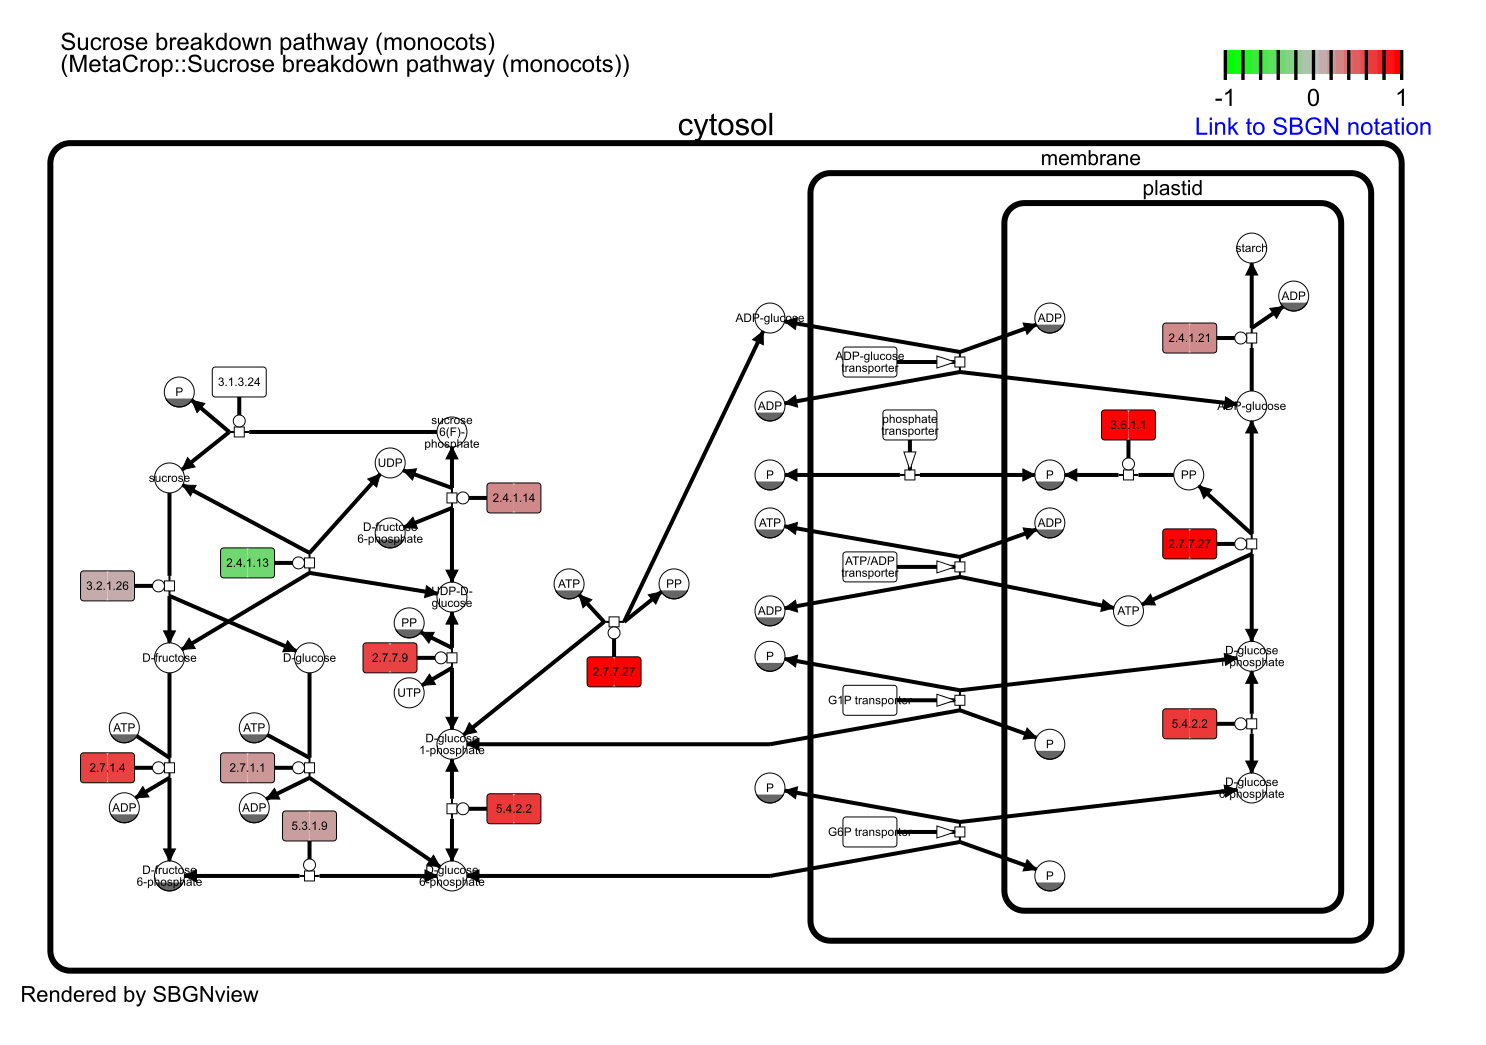 Sucrose breakdown pathway (monocots)
(MetaCrop::Sucrose breakdown pathway (monocots))
-1
0
1
Link to SBGN notation
cytosol
membrane
plastid
starch
ADP
ADP-glucose
ADP
2.4.1.21
ADP-glucose
transporter
P
3.1.3.24
ADP
ADP-glucose
sucrose
6(F)-
phosphate
phosphate
transporter
3.6.1.1
UDP
sucrose
P
P
PP
2.4.1.14
D-fructose
6-phosphate
ATP
ADP
2.7.7.27
2.4.1.13
ATP/ADP
transporter
3.2.1.26
UDP-D-
glucose
ATP
PP
ADP
ATP
PP
D-fructose
D-glucose
2.7.7.9
2.7.7.27
P
D-glucose
1-phosphate
UTP
G1P transporter
ATP
ATP
5.4.2.2
D-glucose
1-phosphate
P
2.7.1.4
2.7.1.1
P
D-glucose
6-phosphate
ADP
ADP
5.4.2.2
5.3.1.9
G6P transporter
D-fructose
6-phosphate
D-glucose
6-phosphate
P
Rendered by SBGNview